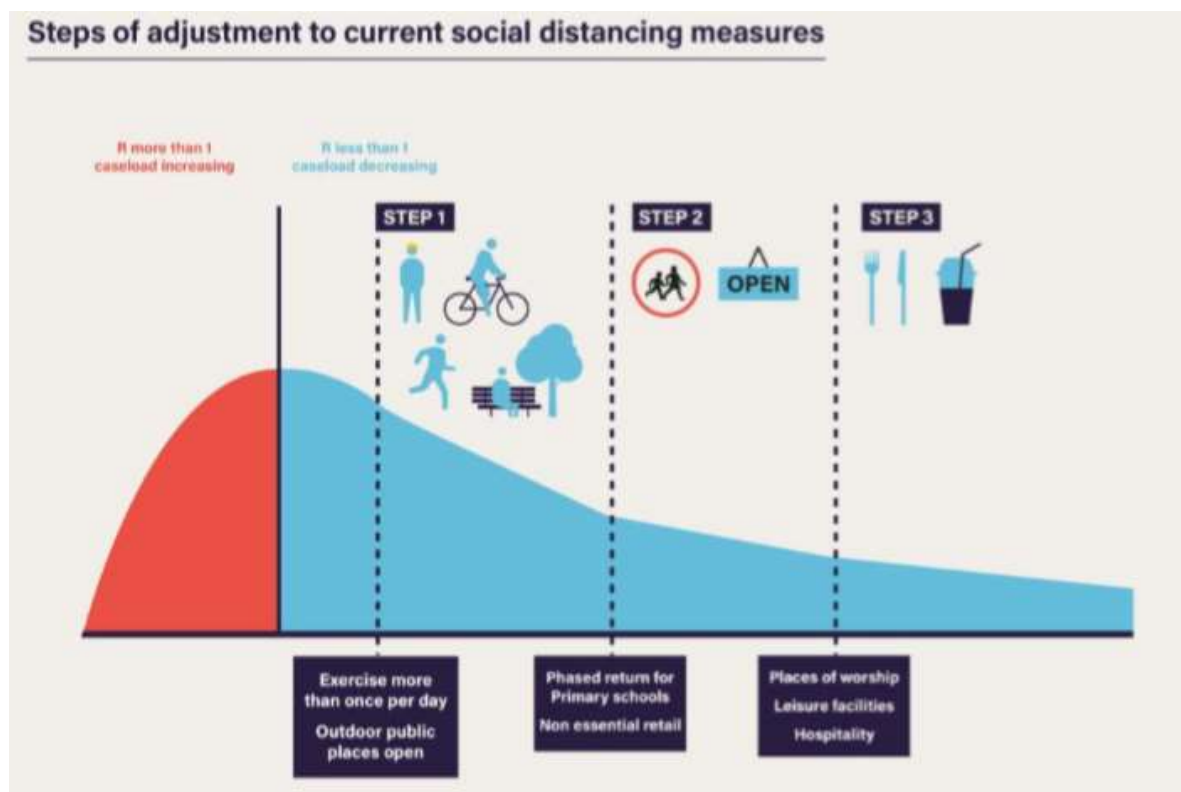 Steps of adjustment to current social distancing measures
R more than 1
caseload increasing
R less than 1
caseload decreasing
STEP 1
STEP 2
STEP 3
OPEN
Exercise more
than once per day
Outdoor public
places open
Phased return for
Primary schools
Non essential retail
Places of worship
Leisure facilities
Hospitality